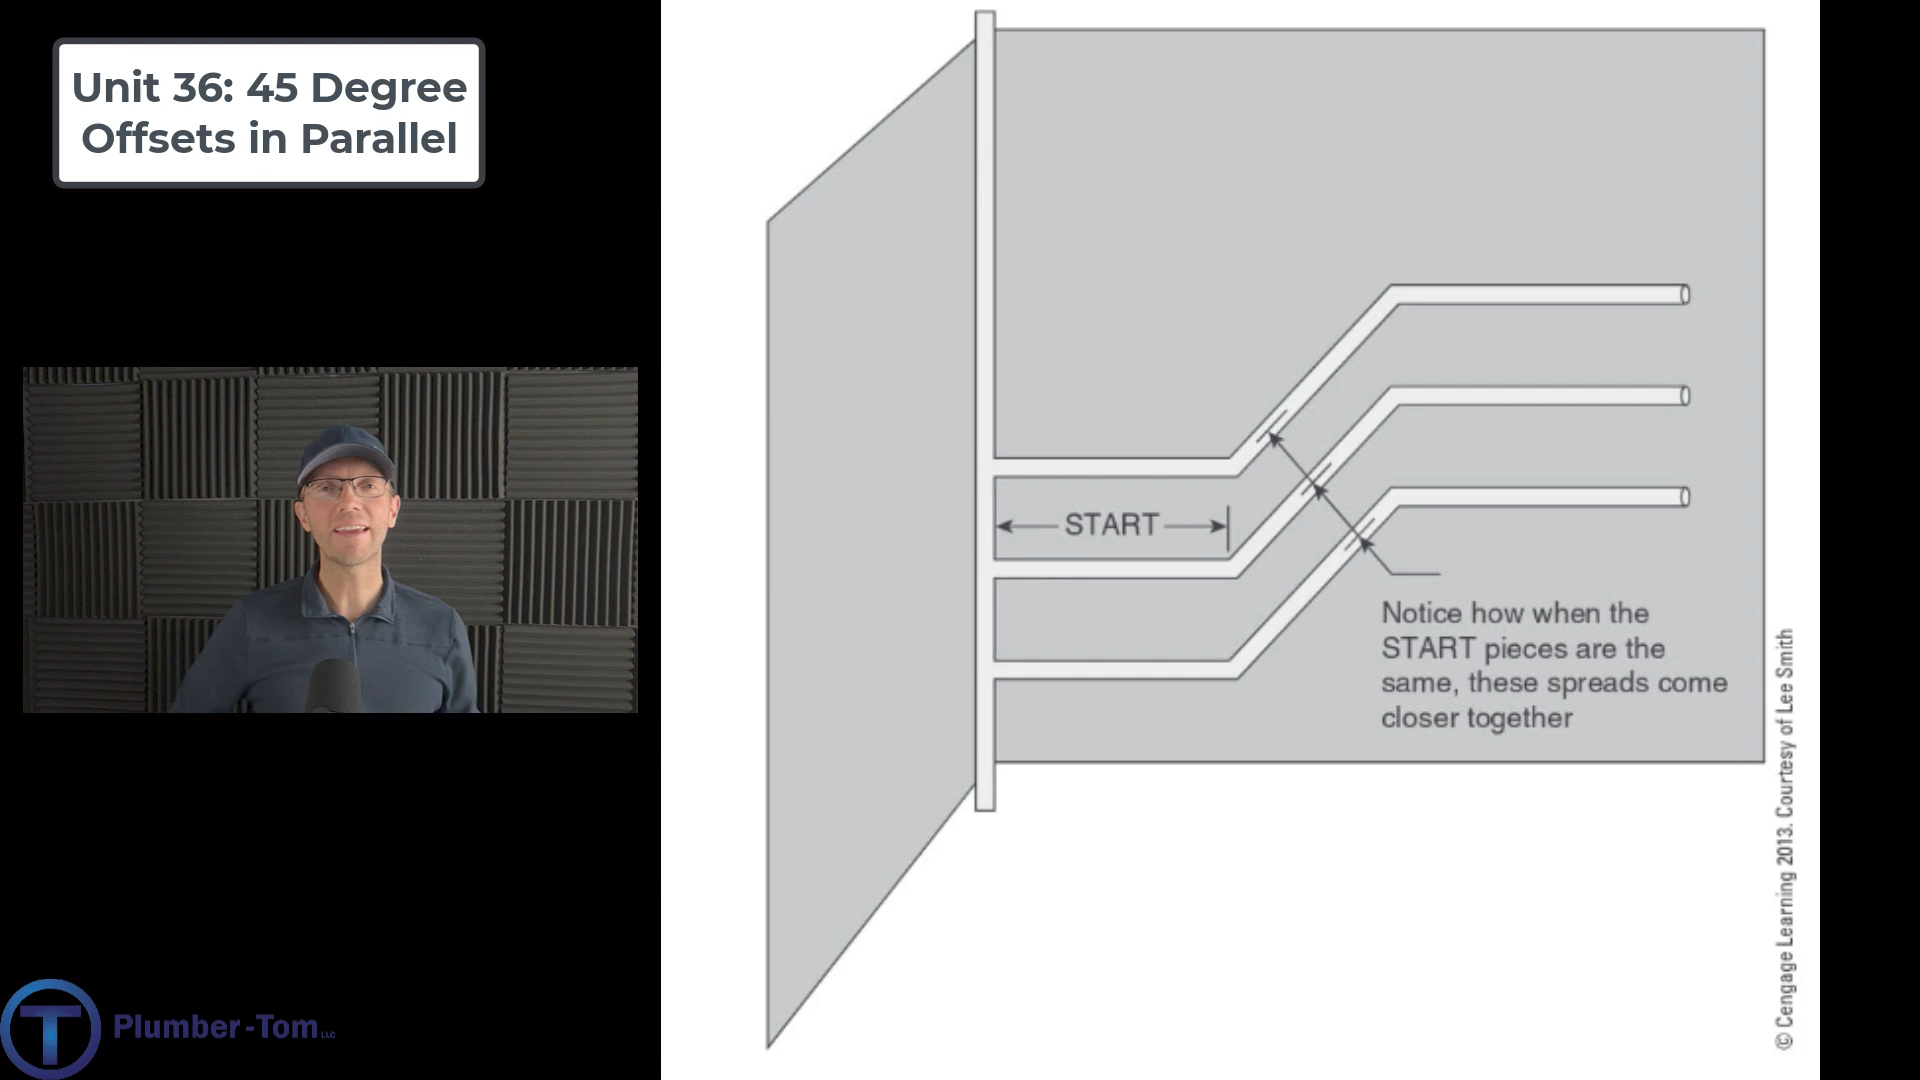 Unit 36: 45 Degree
Offsets in Parallel
START
Notice how when the
START pieces are the
same, these spreads come
closer together
© Cengage Learning 2013. Courtesy of Lee Smith
T
Plumber-Tom LLC